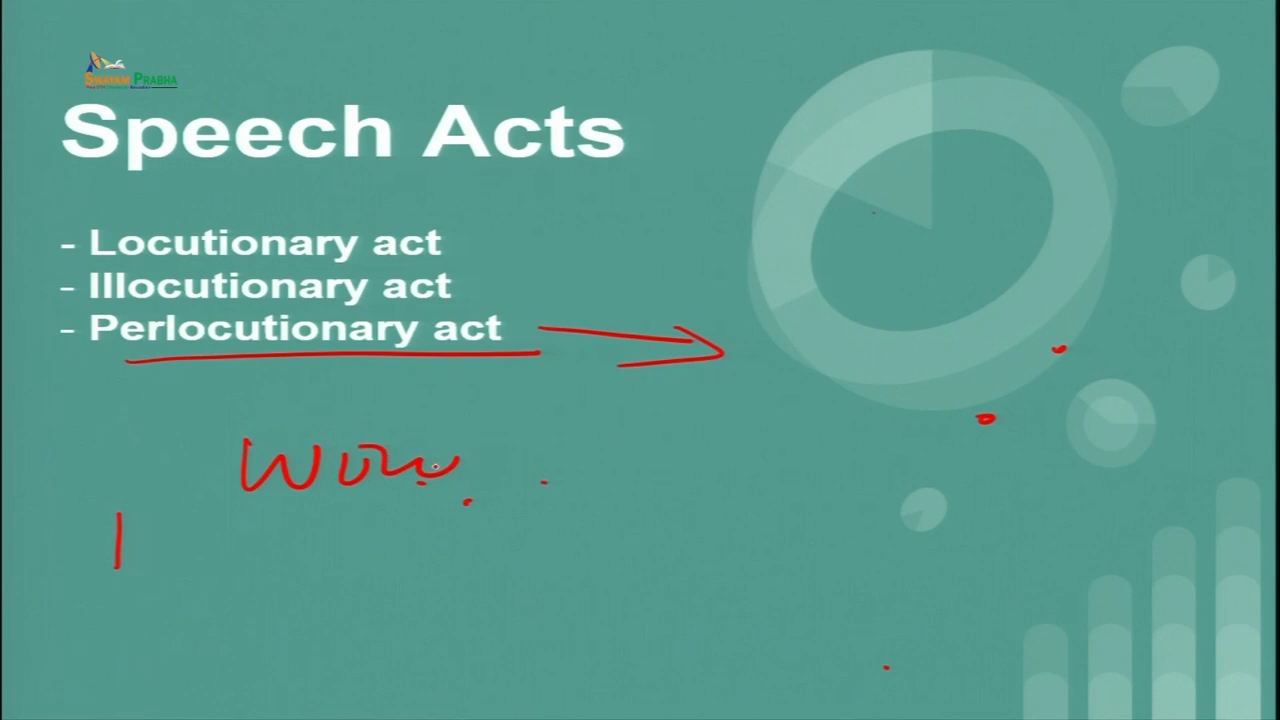 SWAYAM PRABHA
Speech Acts
- Locutionary act
- Illocutionary act
- Perlocutionary act